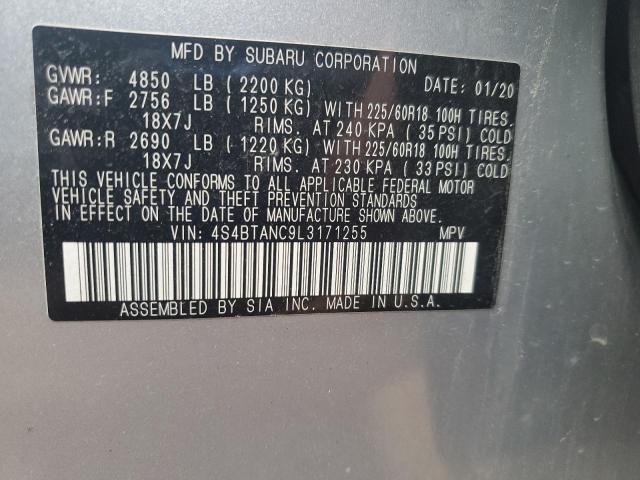 MFD BY SUBARU CORPORATION
GVWR: 4850 LB ( 2200 KG) DATE: 01/20
GAWR:F 2756 LB ( 1250 KG) WITH 225/60R18 100H TIRES.
18X7J RIMS. AT 240 KPA ( 35 PSI) COLD
GAWR:R 2690 LB ( 1220 KG) WITH 225/60R18 100H TIRES.
18X7J RIMS. AT 230 KPA ( 33 PSI) COLD
THIS VEHICLE CONFORMS TO ALL APPLICABLE FEDERAL MOTOR
VEHICLE SAFETY AND THEFT PREVENTION STANDARDS
IN EFFECT ON THE DATE OF MANUFACTURE SHOWN ABOVE.
VIN: 4S4BTANC9L3171255 MPV
ASSEMBLED BY SIA INC. MADE IN U.S.A.